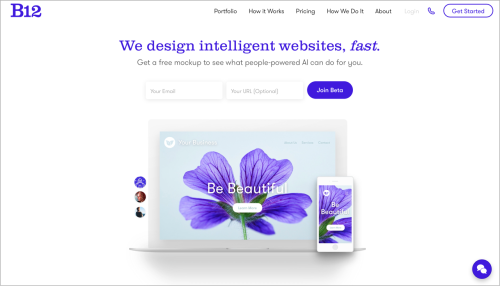 B12
Portfolio How it Works Pricing How We Do It About Login Get Started
We design intelligent websites, fast.
Get a free mockup to see what people-powered AI can do for you.
Your Email Your URL (Optional) Join Beta
Be Beautiful
Be
Beautiful